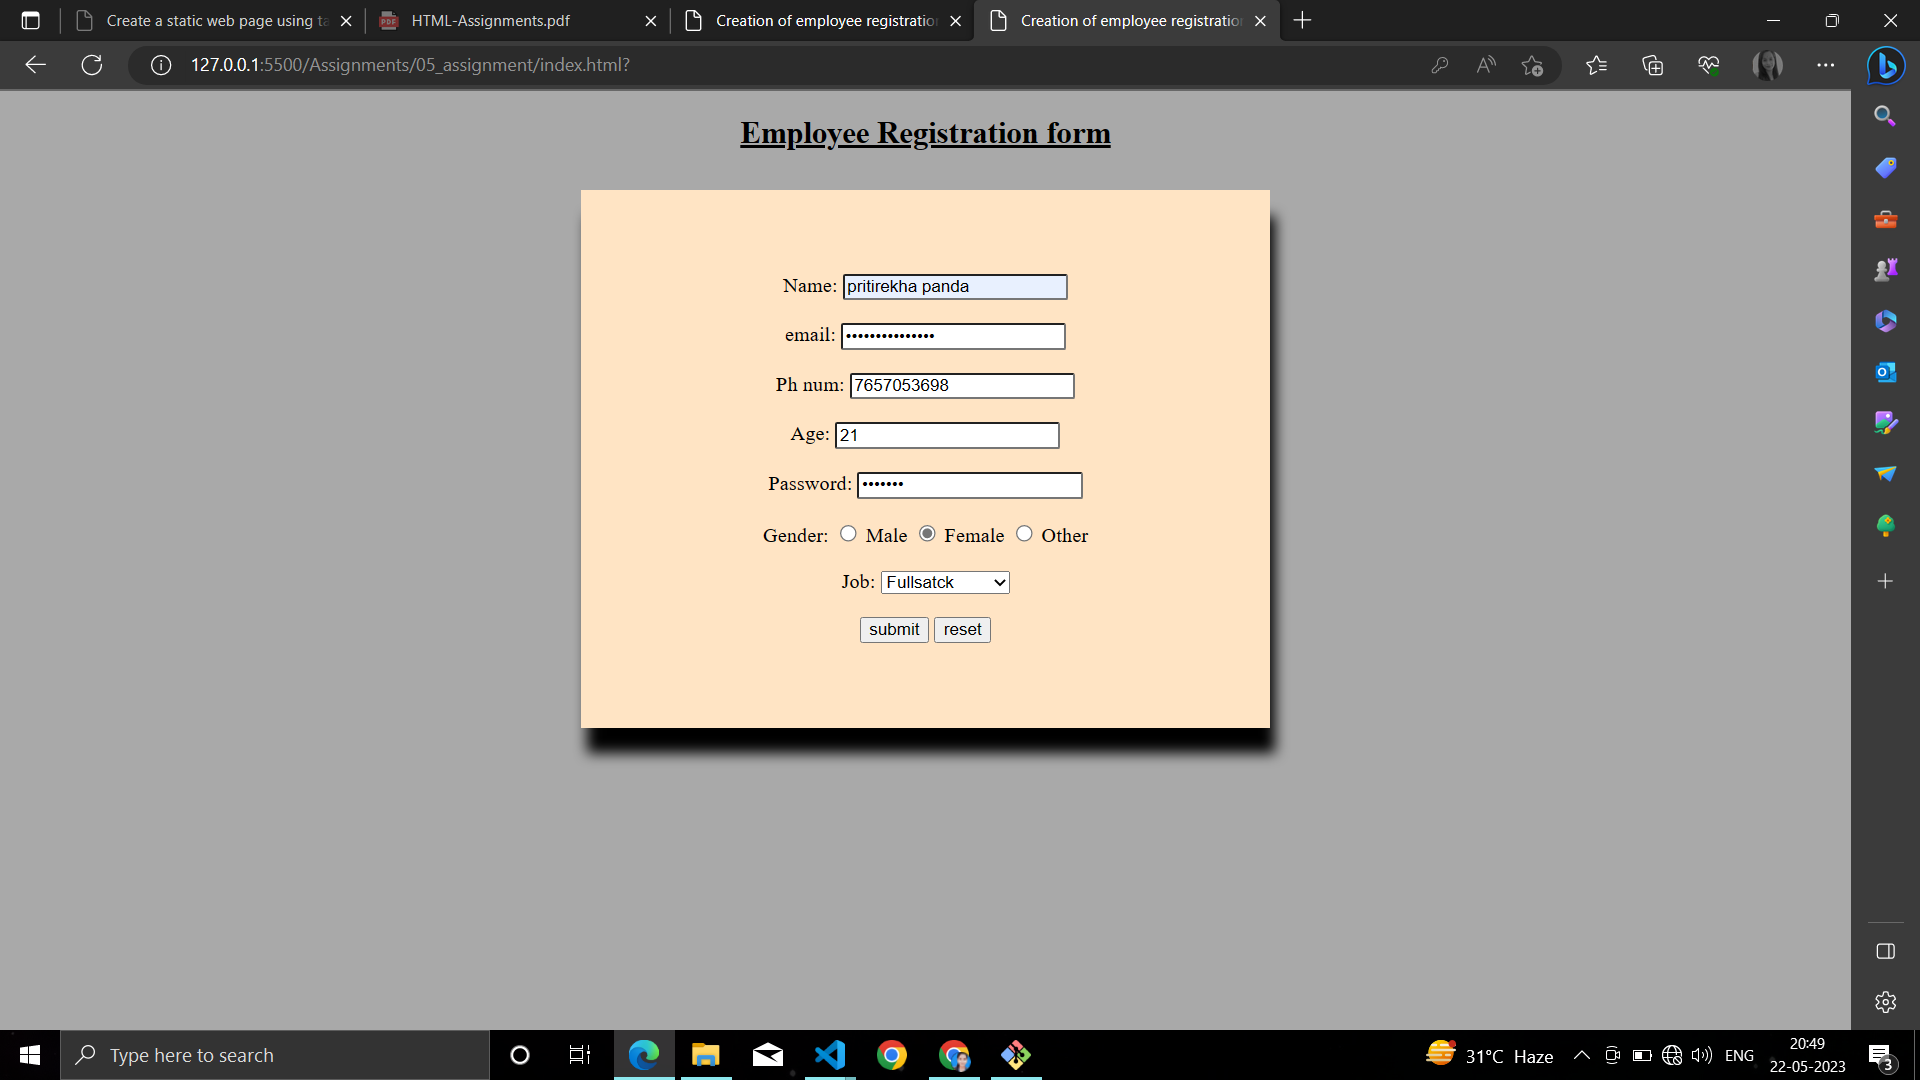 Create a static web page using ta
HTML-Assignments.pdf
Creation of employee registratio
Creation of employee registratio
127.0.0.1:5500/Assignments/05_assignment/index.html?
Employee Registration form
Name: pritirekha panda
email: •••••••••••••••
Ph num: 7657053698
Age: 21
Password: •••••••
Gender: Male Female Other
Job: Fullsatck
submit reset
Type here to search
31°C Haze
ENG
20:49
22-05-2023
3